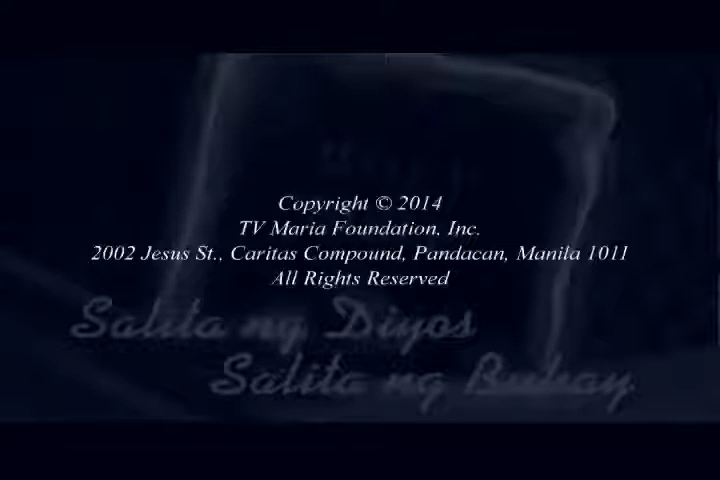 Copyright © 2014
TV Maria Foundation, Inc.
2002 Jesus St., Caritas Compound, Pandacan, Manila 1011
All Rights Reserved
Salita ng Diyos
Salita ng Buhay